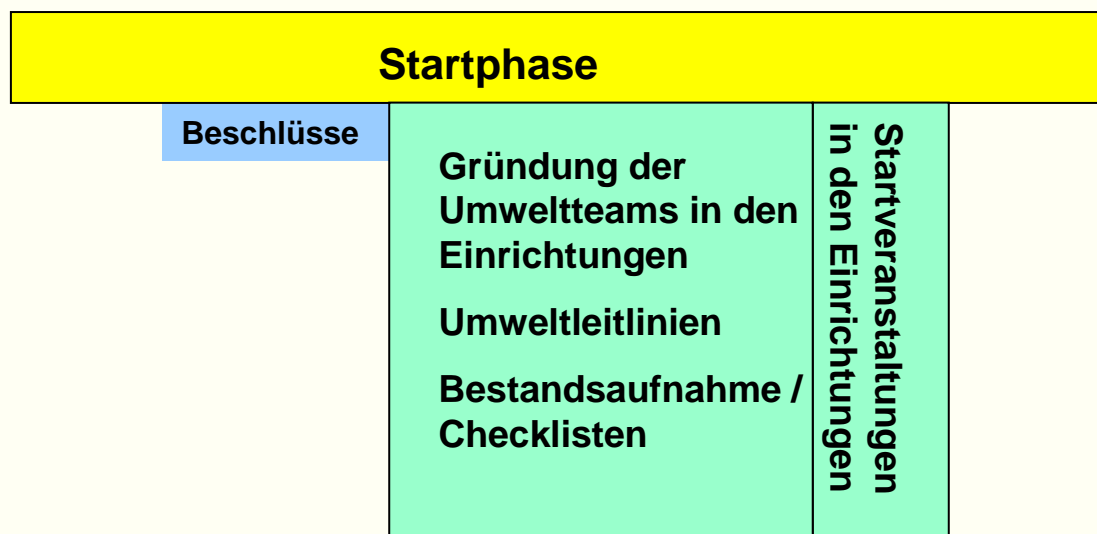 Startphase
Beschlüsse
Gründung der
Umweltteams in den
Einrichtungen
Umweltleitlinien
Bestandsaufnahme /
Checklisten
Startveranstaltungen
in den Einrichtungen